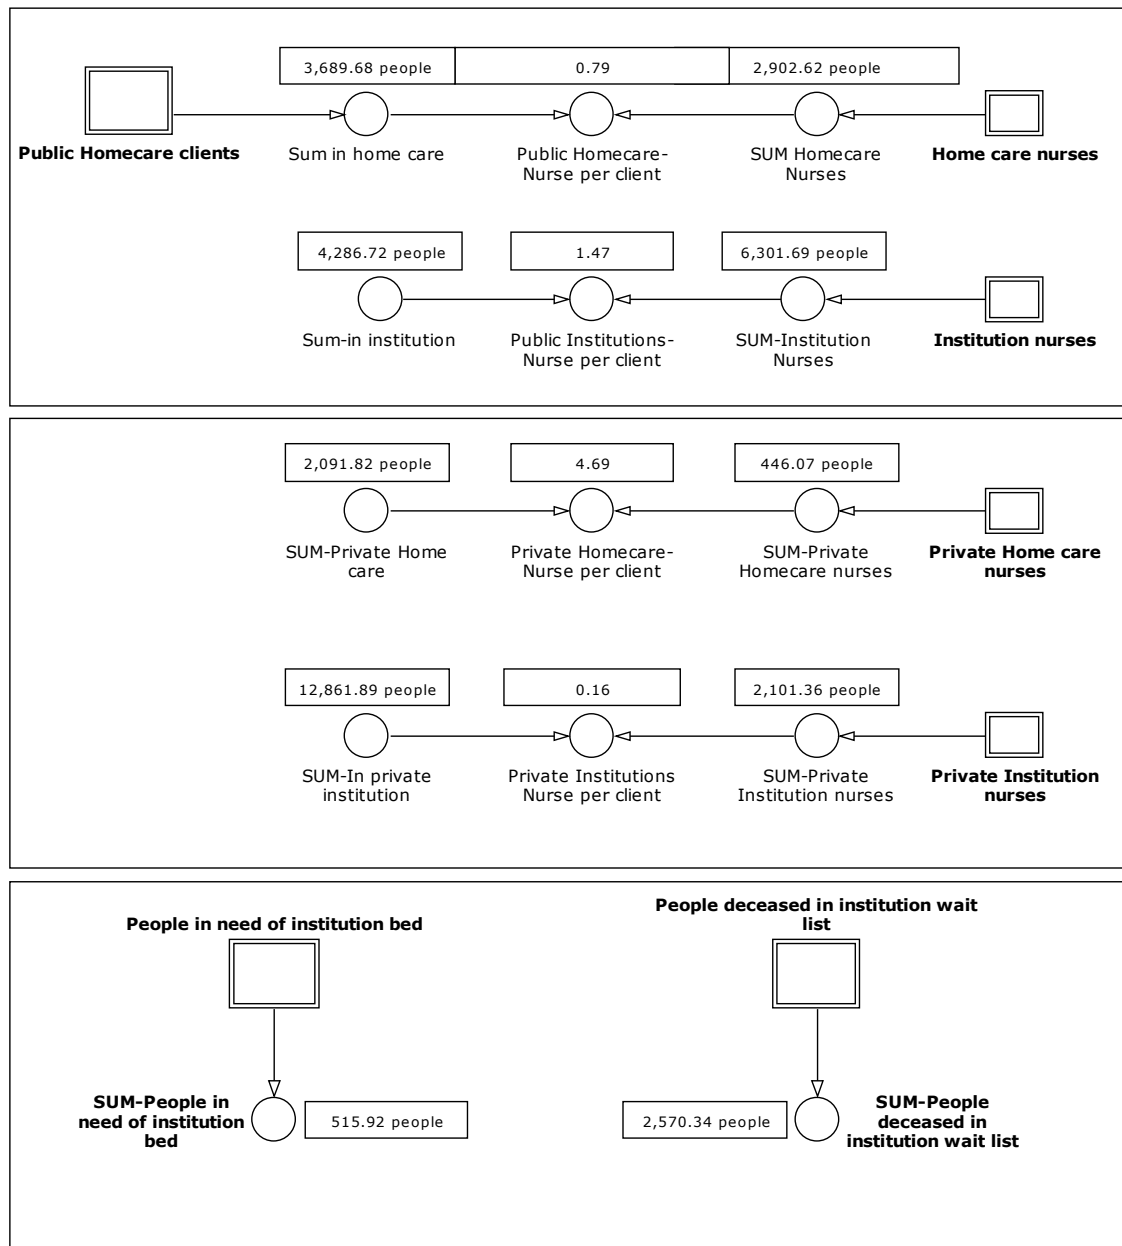 3,689.68 people
0.79
2,902.62 people
Public Homecare clients
Sum in home care
Public Homecare-
Nurse per client
SUM Homecare
Nurses
Home care nurses
4,286.72 people
1.47
6,301.69 people
Sum-in institution
Public Institutions-
Nurse per client
SUM-Institution
Nurses
Institution nurses
2,091.82 people
4.69
446.07 people
SUM-Private Home
care
Private Homecare-
Nurse per client
SUM-Private
Homecare nurses
Private Home care
nurses
12,861.89 people
0.16
2,101.36 people
SUM-In private
institution
Private Institutions
Nurse per client
SUM-Private
Institution nurses
Private Institution
nurses
People in need of institution bed
People deceased in institution wait
list
SUM-People in
need of institution
bed
515.92 people
2,570.34 people
SUM-People
deceased in
institution wait list